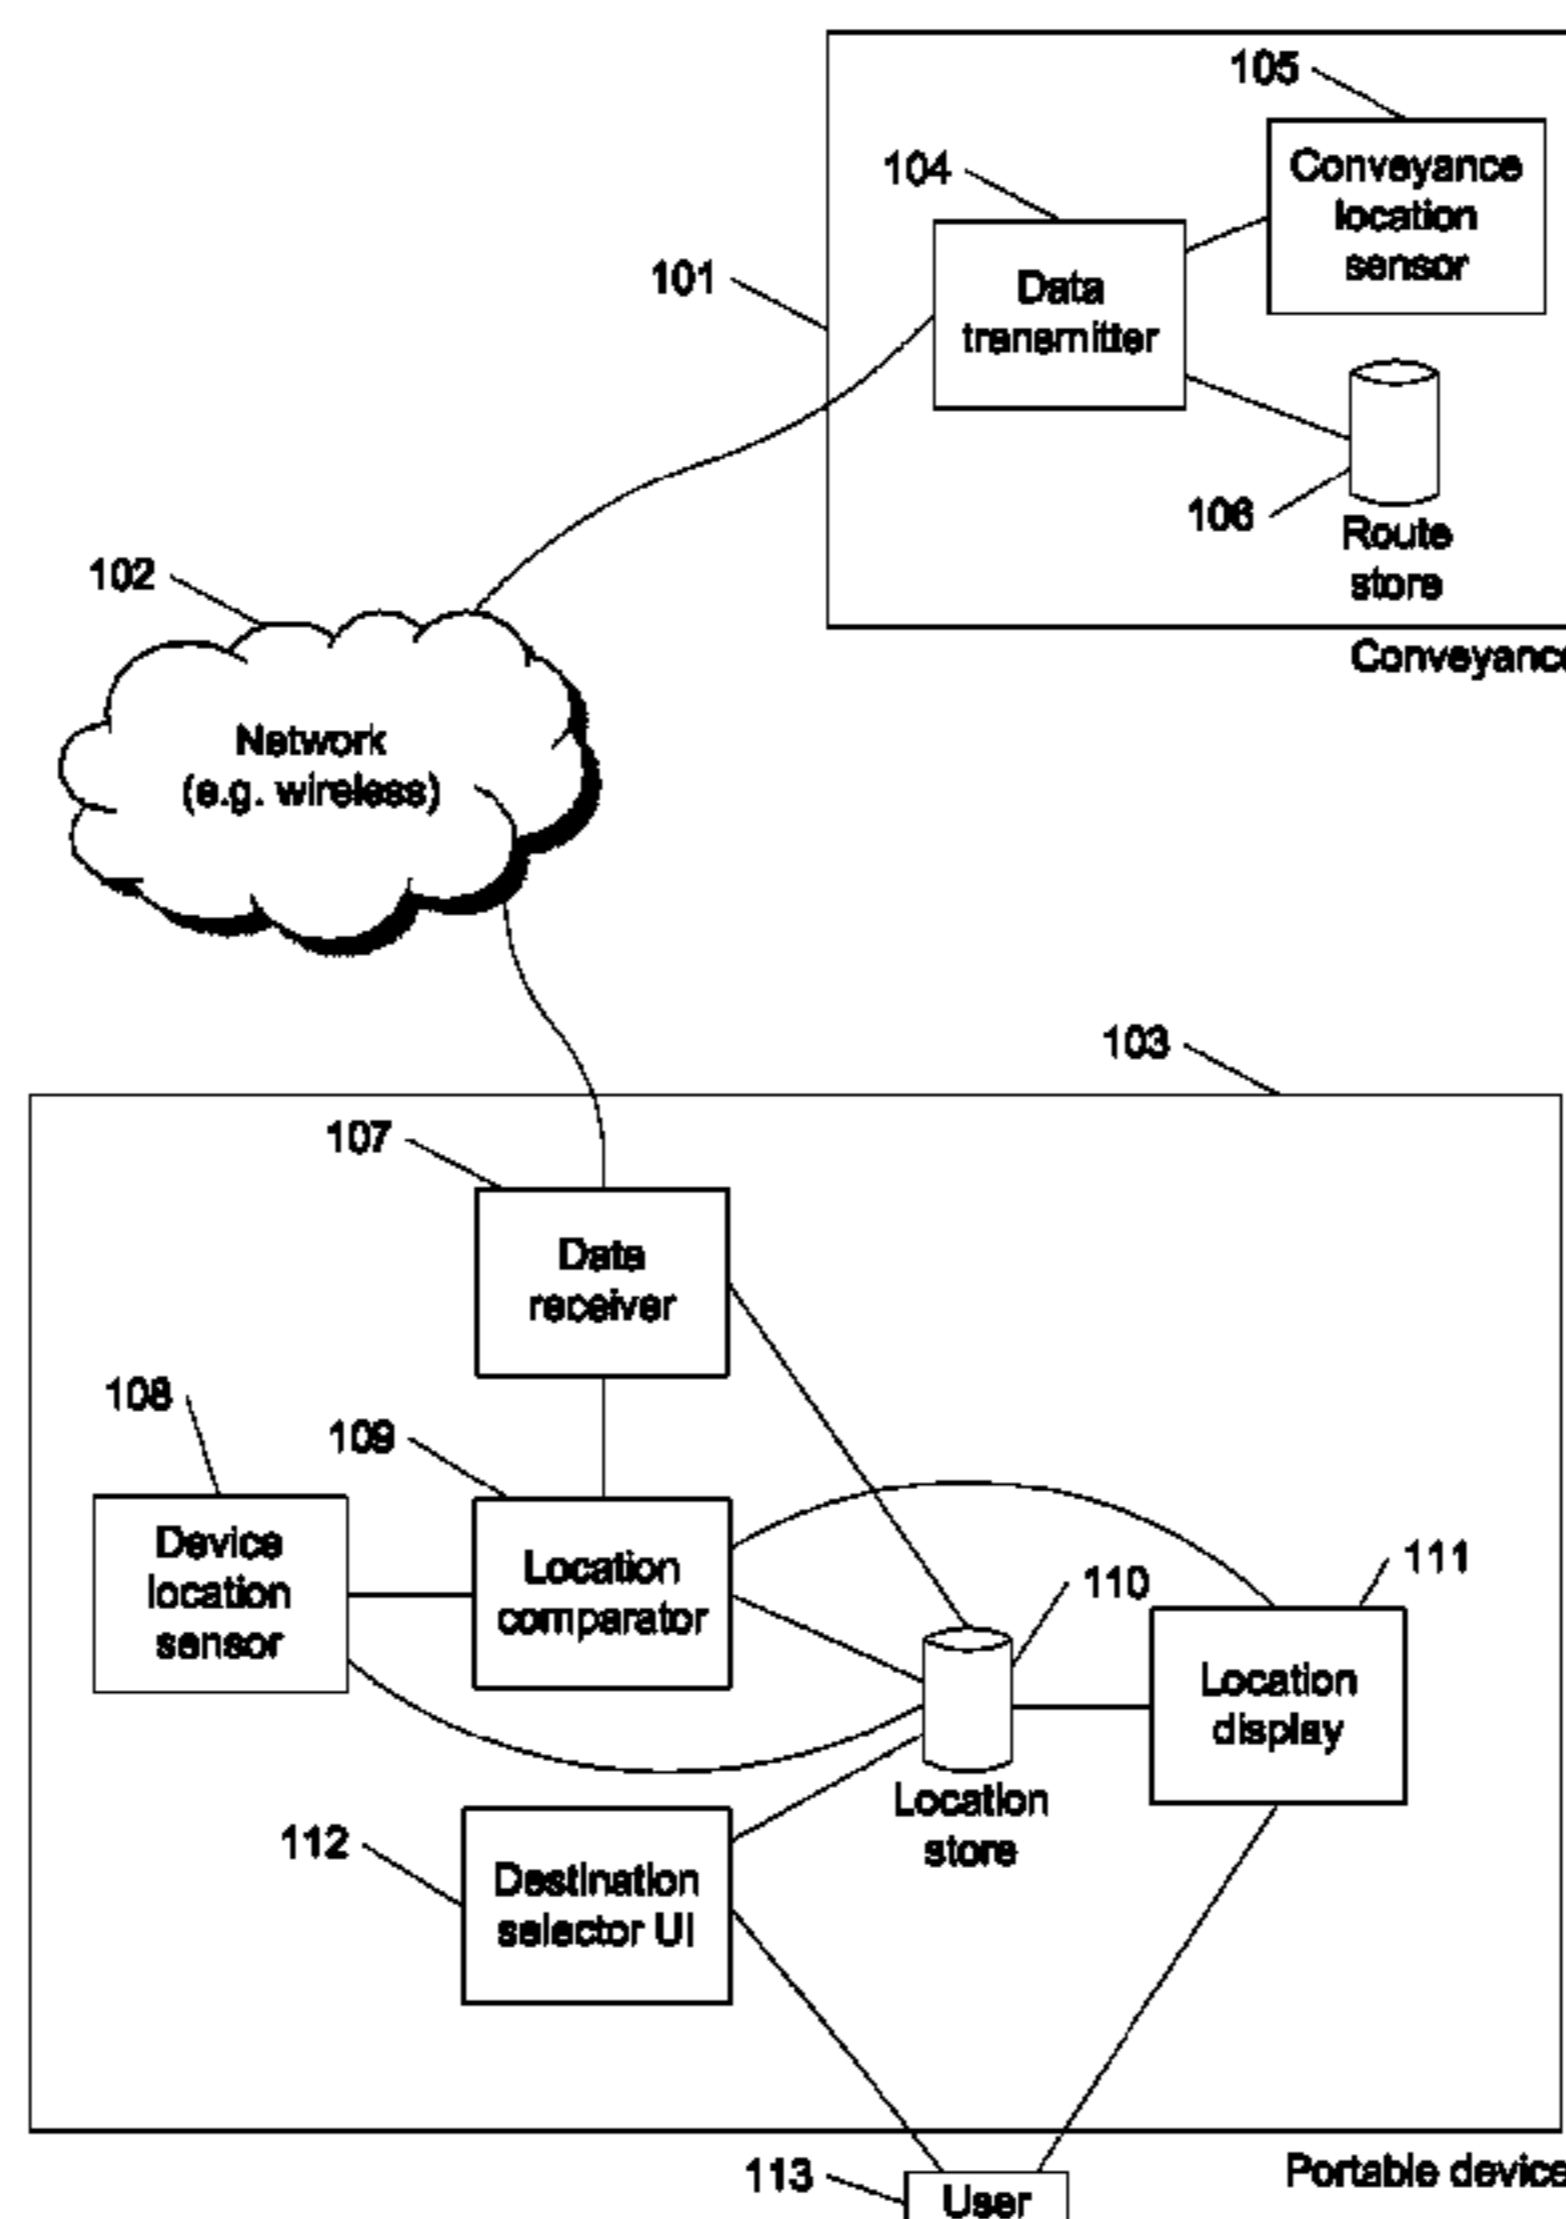 105
Conveyance
location
sensor
104
Data
transmitter
101
106
Route
store
Conveyance
102
Network
(e.g. wireless)
103
107
Data
receiver
108
109
Device
location
sensor
Location
comparator
110
111
Location
display
Location
store
112
Destination
selector UI
Portable device
113
User